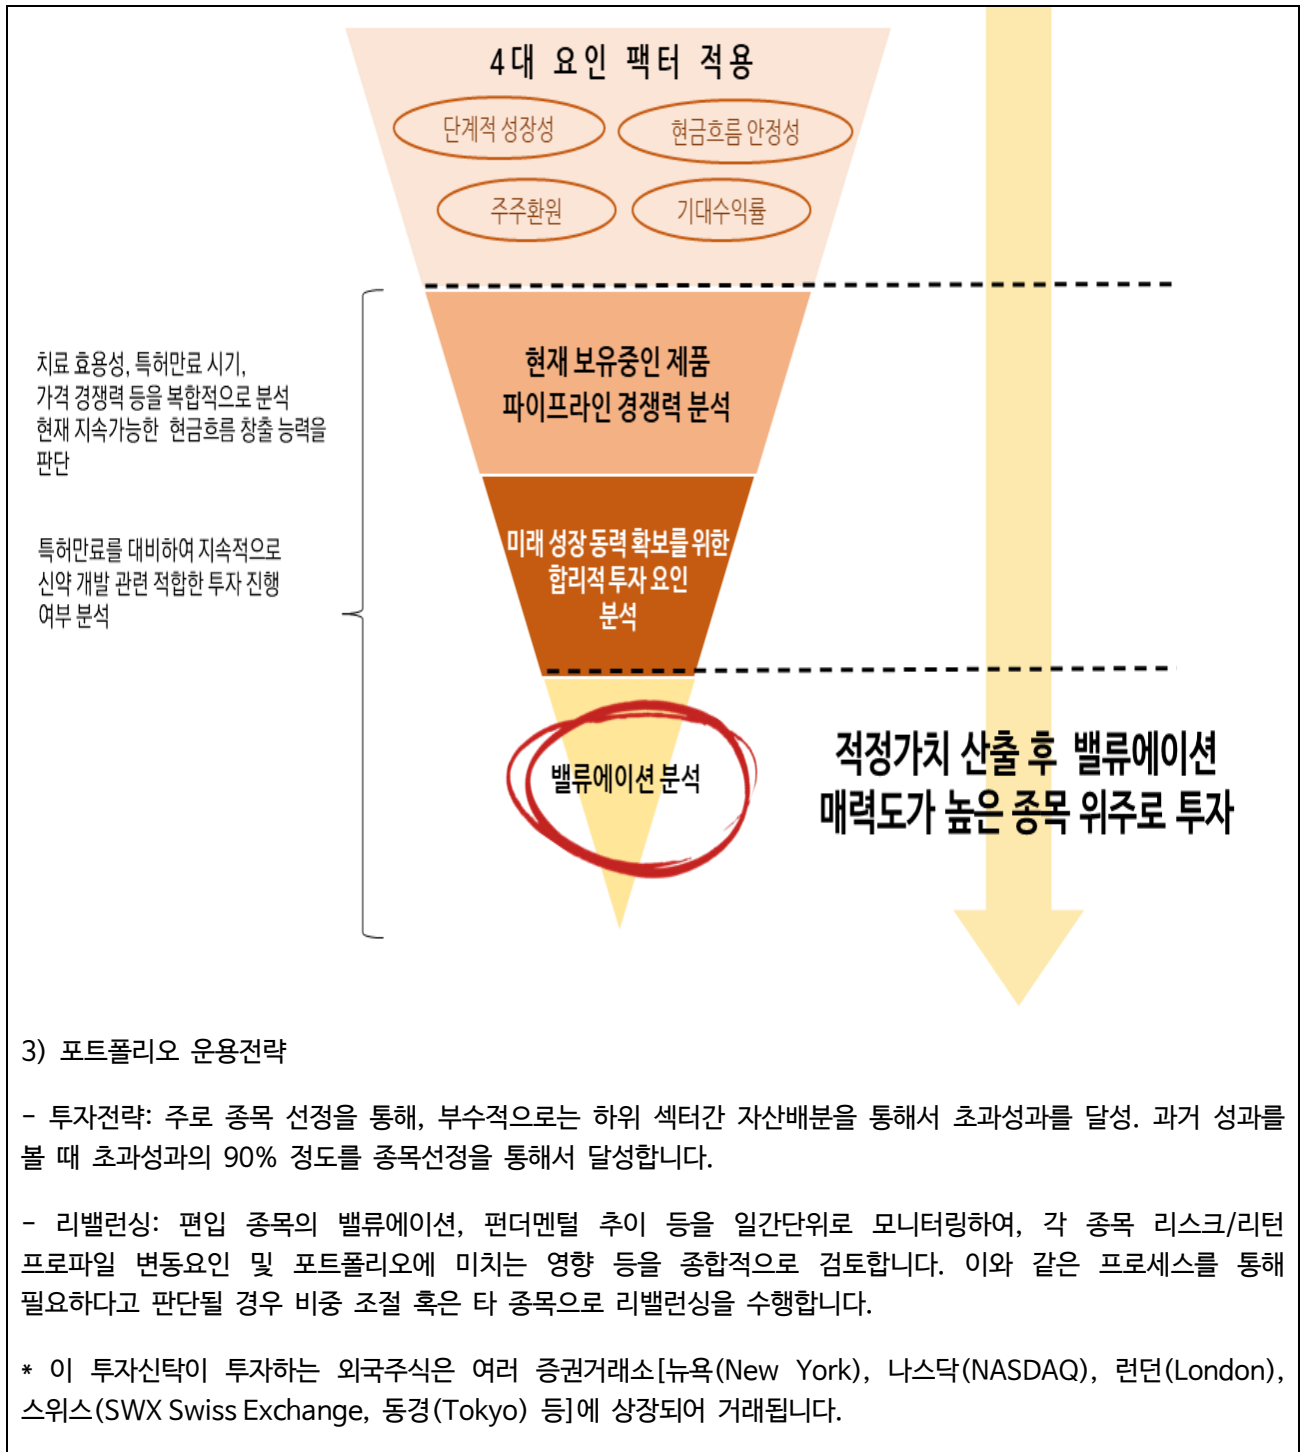 4대 요인 팩터 적용
단계적 성장성
현금흐름 안정성
주주환원
기대수익률
현재 보유중인 제품
파이프라인 경쟁력 분석
치료 효용성, 특허만료 시기,
가격 경쟁력 등을 복합적으로 분석
현재 지속가능한 현금흐름 창출 능력을
판단
미래 성장 동력 확보를 위한
합리적 투자 요인
분석
특허만료를 대비하여 지속적으로
신약 개발 관련 적합한 투자 진행
여부 분석
밸류에이션 분석
적정가치 산출 후 밸류에이션
매력도가 높은 종목 위주로 투자
3) 포트폴리오 운용전략
- 투자전략: 주로 종목 선정을 통해, 부수적으로는 하위 섹터간 자산배분을 통해서 초과성과를 달성. 과거 성과를
볼 때 초과성과의 90% 정도를 종목선정을 통해서 달성합니다.
- 리밸런싱: 편입 종목의 밸류에이션, 펀더멘털 추이 등을 일간단위로 모니터링하여, 각 종목 리스크/리턴
프로파일 변동요인 및 포트폴리오에 미치는 영향 등을 종합적으로 검토합니다. 이와 같은 프로세스를 통해
필요하다고 판단될 경우 비중 조절 혹은 타 종목으로 리밸런싱을 수행합니다.
* 이 투자신탁이 투자하는 외국주식은 여러 증권거래소[뉴욕(New York), 나스닥(NASDAQ), 런던(London),
스위스(SWX Swiss Exchange, 동경(Tokyo) 등]에 상장되어 거래됩니다.